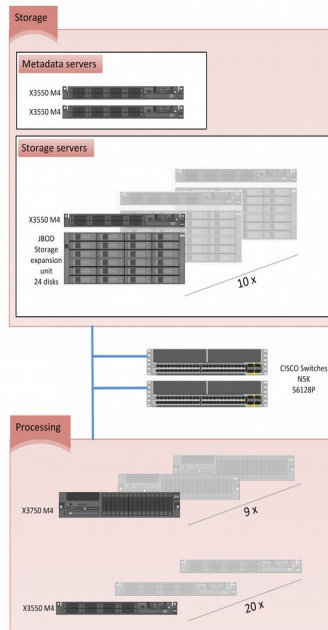 Storage
Metadata servers
X3550 M4
X3550 M4
Storage servers
X3550 M4
JBOD
Storage
expansion
unit
24 disks
10 x
CISCO Switches
N5K
56128P
Processing
X3750 M4
9 x
X3550 M4
20 x